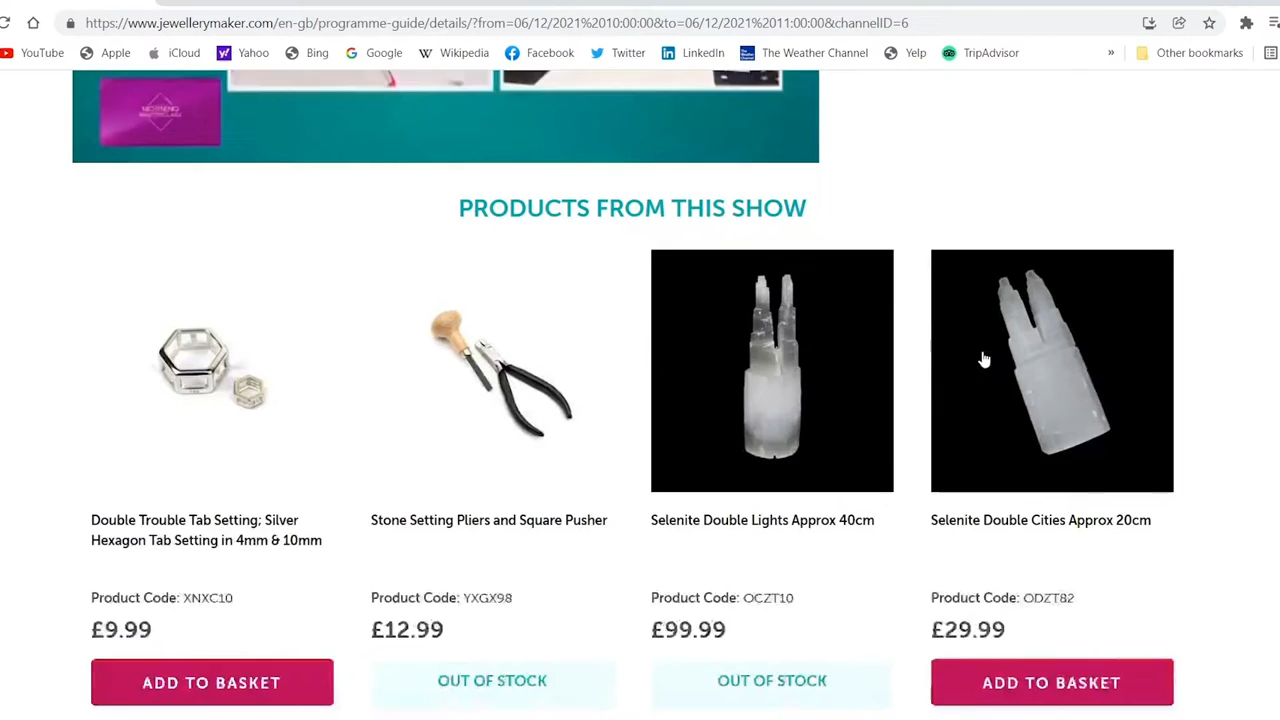 https://www.jewellerymaker.com/en-gb/programme-guide/details/?from=06/12/2021%2010:00:00&to=06/12/2021%2011:00:00&channelID=6
YouTube Apple iCloud Yahoo Bing Google Wikipedia Facebook Twitter LinkedIn The Weather Channel Yelp TripAdvisor » Other bookmarks
PRODUCTS FROM THIS SHOW
Double Trouble Tab Setting; Silver
Hexagon Tab Setting in 4mm & 10mm
Product Code: XNXC10
£9.99
ADD TO BASKET
Stone Setting Pliers and Square Pusher
Product Code: YXGX98
£12.99
OUT OF STOCK
Selenite Double Lights Approx 40cm
Product Code: OCZT10
£99.99
OUT OF STOCK
Selenite Double Cities Approx 20cm
Product Code: ODZT82
£29.99
ADD TO BASKET